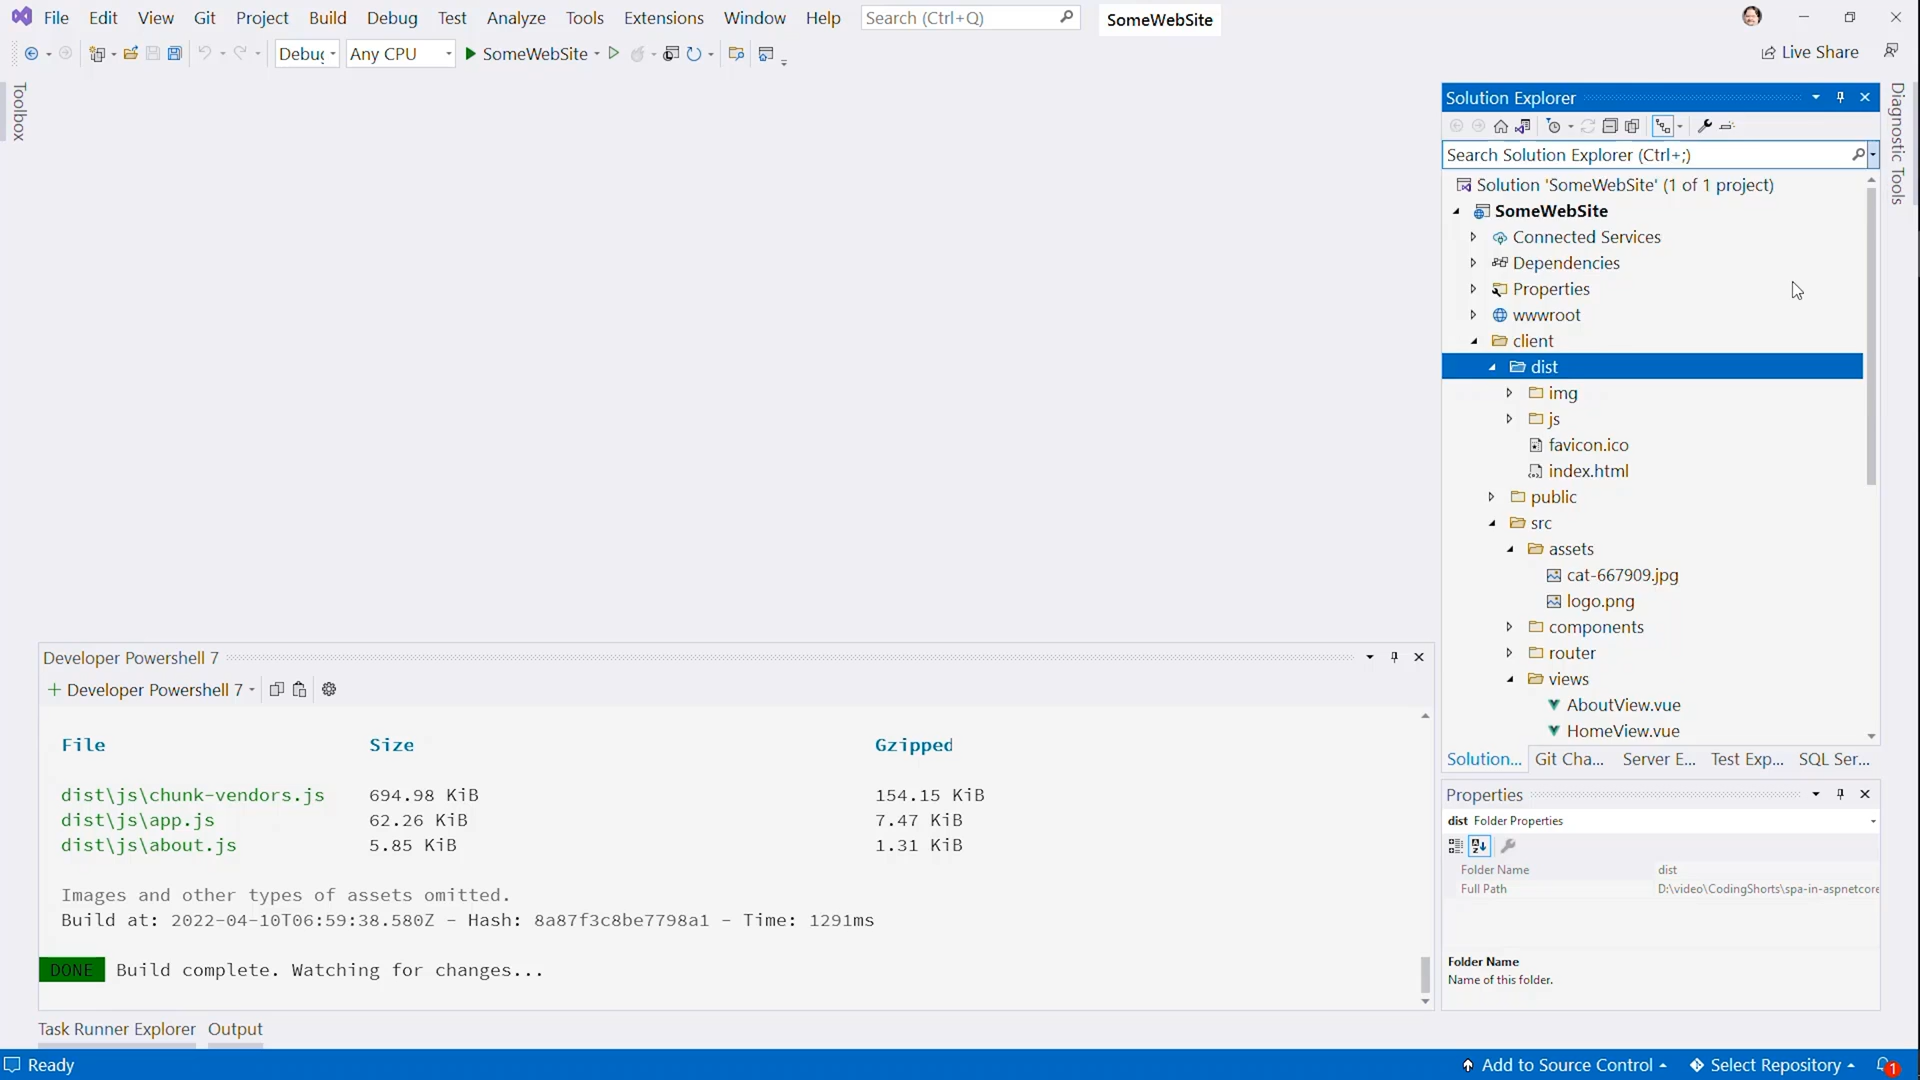 File Edit View Git Project Build Debug Test Analyze Tools Extensions Window Help Search (Ctrl+Q) SomeWebSite
Debug Any CPU SomeWebSite Live Share
Toolbox
Diagnostic Tools
Solution Explorer
Search Solution Explorer (Ctrl+;)
Solution 'SomeWebSite' (1 of 1 project)
SomeWebSite
Connected Services
Dependencies
Properties
wwwroot
client
dist
img
js
favicon.ico
index.html
public
src
assets
cat-667909.jpg
logo.png
components
router
views
AboutView.vue
HomeView.vue
Solution... Git Cha... Server E... Test Exp... SQL Ser...
Properties
dist Folder Properties
Folder Name dist
Full Path D:\video\CodingShorts\spa-in-aspnetcore
Folder Name
Name of this folder.
Developer Powershell 7
Developer Powershell 7
File Size Gzipped
dist\js\chunk-vendors.js 694.98 KiB 154.15 KiB
dist\js\app.js 62.26 KiB 7.47 KiB
dist\js\about.js 5.85 KiB 1.31 KiB
Images and other types of assets omitted.
Build at: 2022-04-10T06:59:38.580Z - Hash: 8a87f3c8be7798a1 - Time: 1291ms
DONE Build complete. Watching for changes...
Task Runner Explorer Output
Ready Add to Source Control Select Repository 1